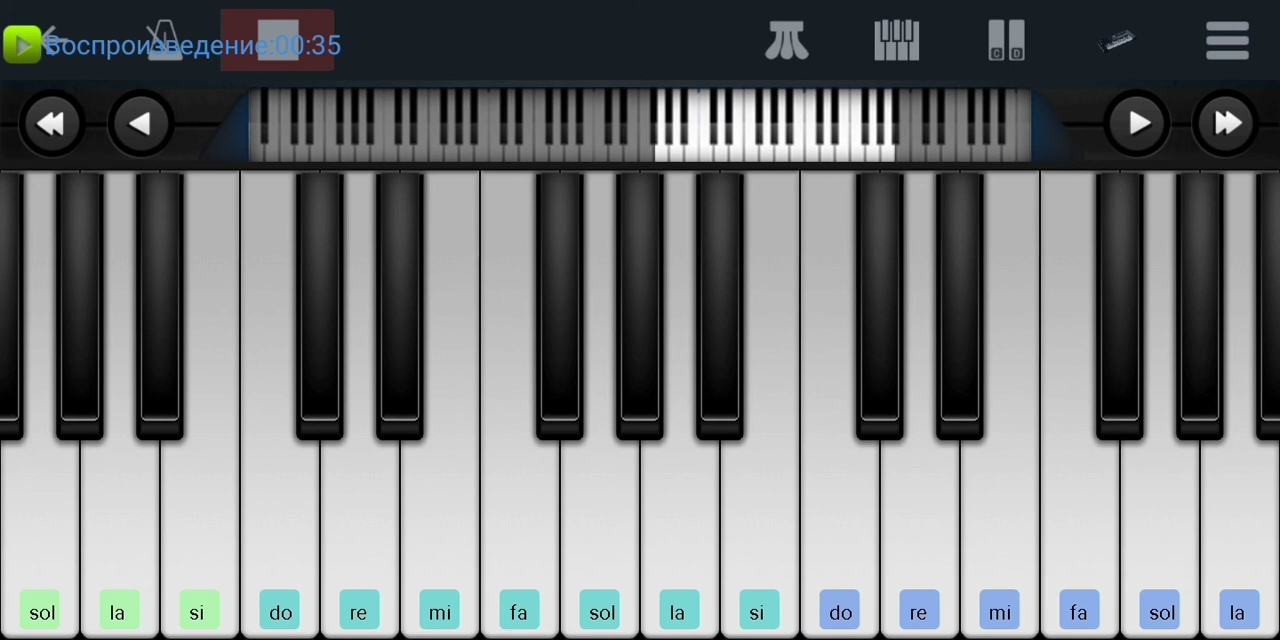 Воспроизведение:00:35
C D
sol la si do re mi fa sol la si do re mi fa sol la